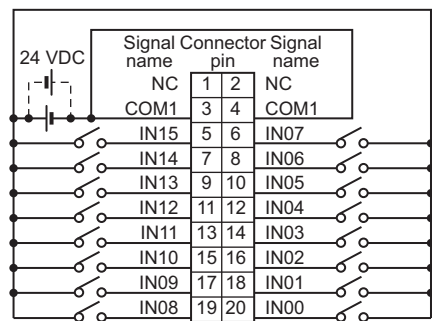 Signal Connector Signal
24 VDC name pin name
NC 1 2 NC
COM1 3 4 COM1
IN15 5 6 IN07
IN14 7 8 IN06
IN13 9 10 IN05
IN12 11 12 IN04
IN11 13 14 IN03
IN10 15 16 IN02
IN09 17 18 IN01
IN08 19 20 IN00